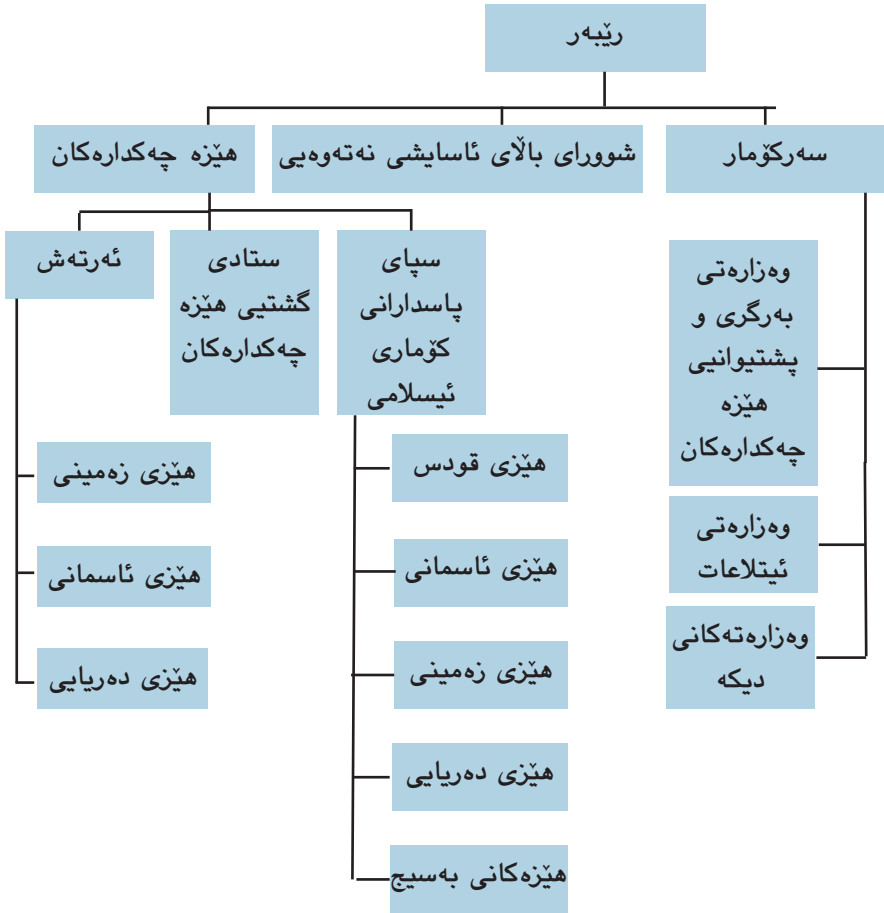 رێبەر
سەرکۆمار
شوورای باڵای ئاسایشی نەتەوەیی
هێزە چەکدارەکان
وەزارەتی
بەرگری و
پشتیوانیی
هێزە
چەکدارەکان
وەزارەتی
ئیتلاعات
وەزارەتەکانی
دیکە
سپای
پاسدارانی
کۆماری
ئیسلامی
هێزی قودس
هێزی ئاسمانی
هێزی زەمینی
هێزی دەریایی
هێزەکانی بەسیج
ستادی
گشتیی هێزە
چەکدارەکان
ئەرتەش
هێزی زەمینی
هێزی ئاسمانی
هێزی دەریایی